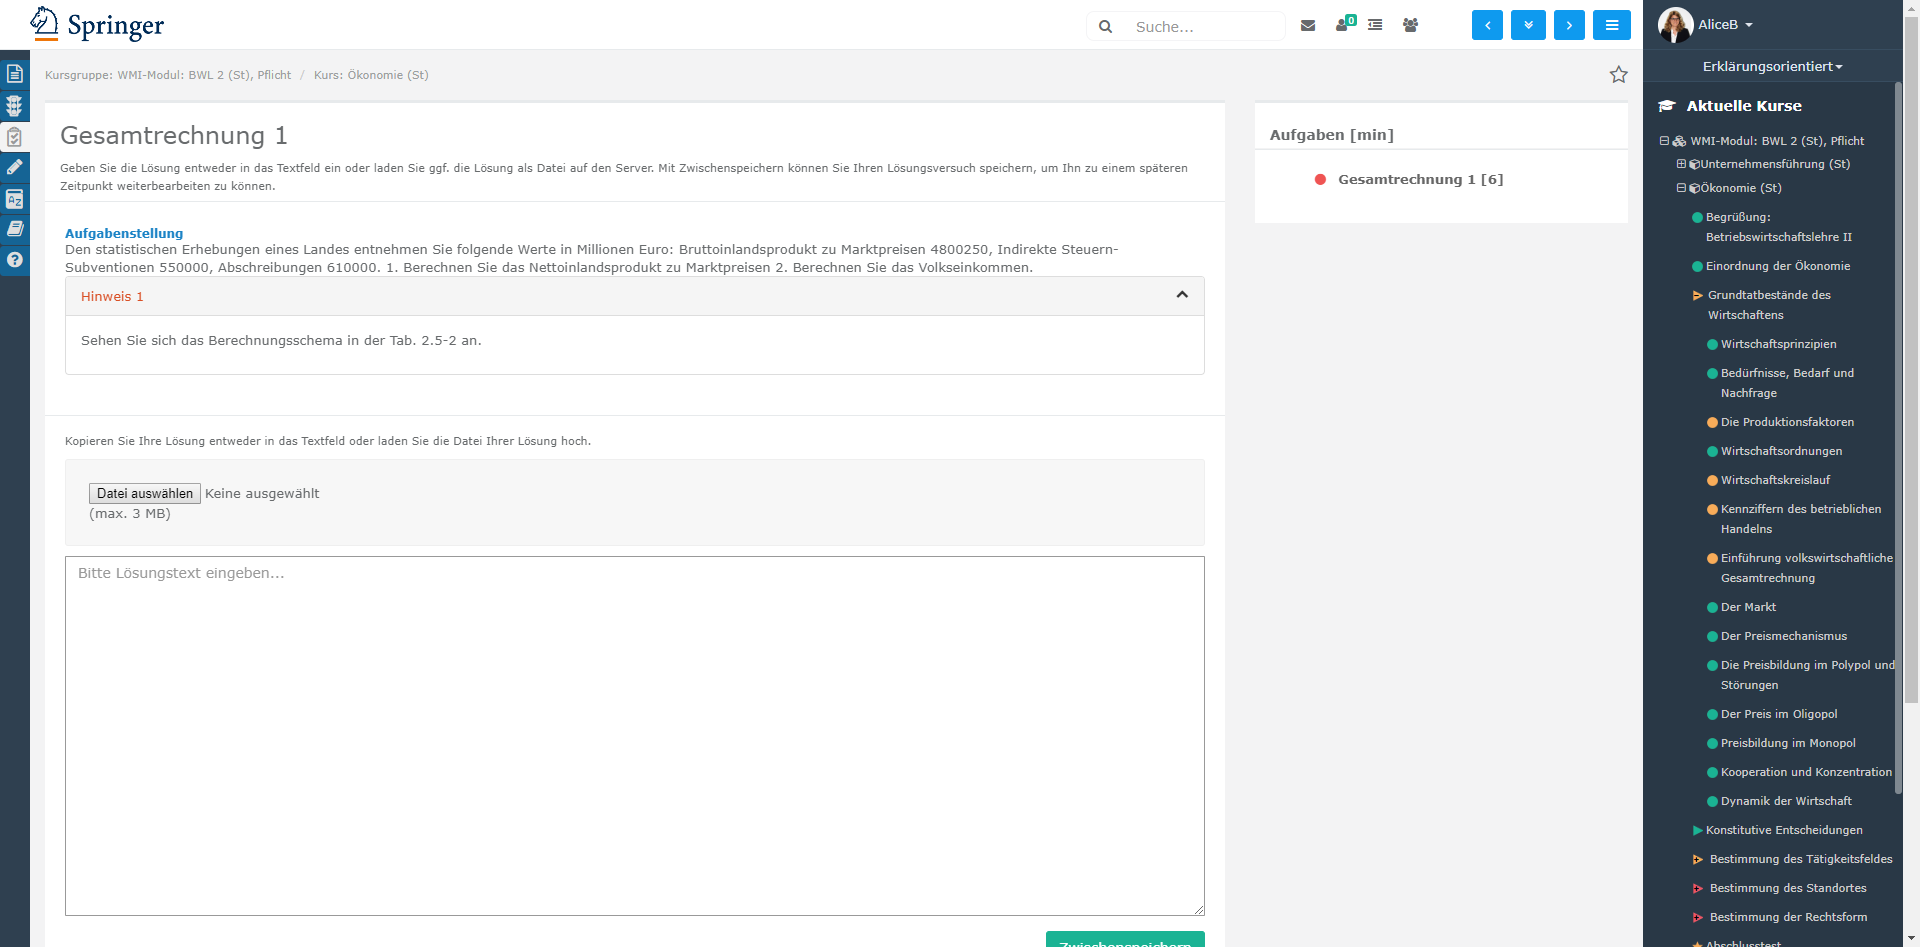 Springer
Suche...
0
AliceB
Erklärungsorientiert
Kursgruppe: WMI-Modul: BWL 2 (St), Pflicht / Kurs: Ökonomie (St)
Gesamtrechnung 1
Geben Sie die Lösung entweder in das Textfeld ein oder laden Sie ggf. die Lösung als Datei auf den Server. Mit Zwischenspeichern können Sie Ihren Lösungsversuch speichern, um Ihn zu einem späteren
Zeitpunkt weiterbearbeiten zu können.
Aufgabenstellung
Den statistischen Erhebungen eines Landes entnehmen Sie folgende Werte in Millionen Euro: Bruttoinlandsprodukt zu Marktpreisen 4800250, Indirekte Steuern-
Subventionen 550000, Abschreibungen 610000. 1. Berechnen Sie das Nettoinlandsprodukt zu Marktpreisen 2. Berechnen Sie das Volkseinkommen.
Hinweis 1
Sehen Sie sich das Berechnungsschema in der Tab. 2.5-2 an.
Kopieren Sie Ihre Lösung entweder in das Textfeld oder laden Sie die Datei Ihrer Lösung hoch.
Datei auswählen Keine ausgewählt
(max. 3 MB)
Bitte Lösungstext eingeben...
Zwischenspeichern
Aufgaben [min]
Gesamtrechnung 1 [6]
Aktuelle Kurse
WMI-Modul: BWL 2 (St), Pflicht
Unternehmensführung (St)
Ökonomie (St)
Begrüßung:
Betriebswirtschaftslehre II
Einordnung der Ökonomie
Grundtatbestände des
Wirtschaftens
Wirtschaftsprinzipien
Bedürfnisse, Bedarf und
Nachfrage
Die Produktionsfaktoren
Wirtschaftsordnungen
Wirtschaftskreislauf
Kennziffern des betrieblichen
Handelns
Einführung volkswirtschaftliche
Gesamtrechnung
Der Markt
Der Preismechanismus
Die Preisbildung im Polypol und
Störungen
Der Preis im Oligopol
Preisbildung im Monopol
Kooperation und Konzentration
Dynamik der Wirtschaft
Konstitutive Entscheidungen
Bestimmung des Tätigkeitsfeldes
Bestimmung des Standortes
Bestimmung der Rechtsform
Abschlusstest